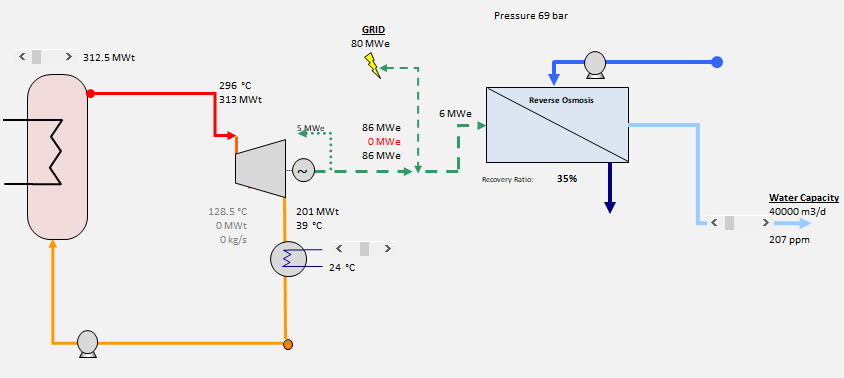 Pressure 69 bar
GRID
80 MWe
312.5 MWt
296 °C
313 MWt
5 MWe
86 MWe
0 MWe
86 MWe
6 MWe
Reverse Osmosis
Recovery Ratio: 35%
128.5 °C
0 MWt
0 kg/s
201 MWt
39 °C
24 °C
~
Water Capacity
40000 m3/d
207 ppm